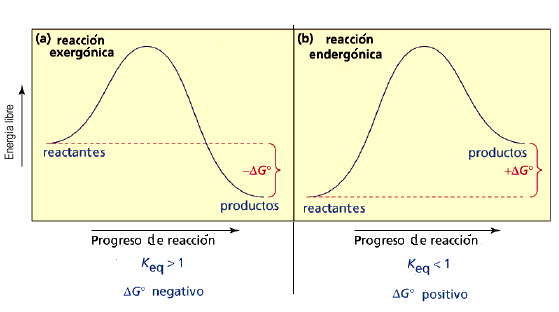 Energía libre
(a) reacción
exergónica
reactantes
−ΔG°
productos
Progreso de reacción
Keq > 1
ΔG° negativo
(b) reacción
endergónica
productos
+ΔG°
reactantes
Progreso de reacción
Keq < 1
ΔG° positivo